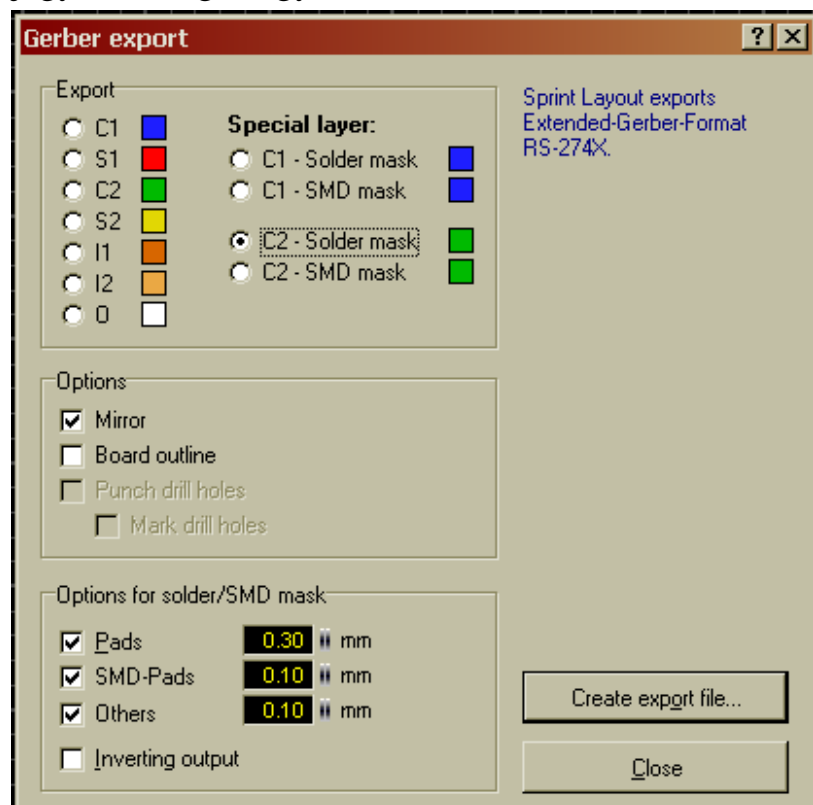 Gerber export
Export
C1
S1
C2
S2
I1
I2
O
Special layer:
C1 - Solder mask
C1 - SMD mask
C2 - Solder mask
C2 - SMD mask
Sprint Layout exports
Extended-Gerber-Format
RS-274X.
Options
Mirror
Board outline
Punch drill holes
Mark drill holes
Options for solder/SMD mask
Pads 0.30 mm
SMD-Pads 0.10 mm
Others 0.10 mm
Inverting output
Create export file...
Close